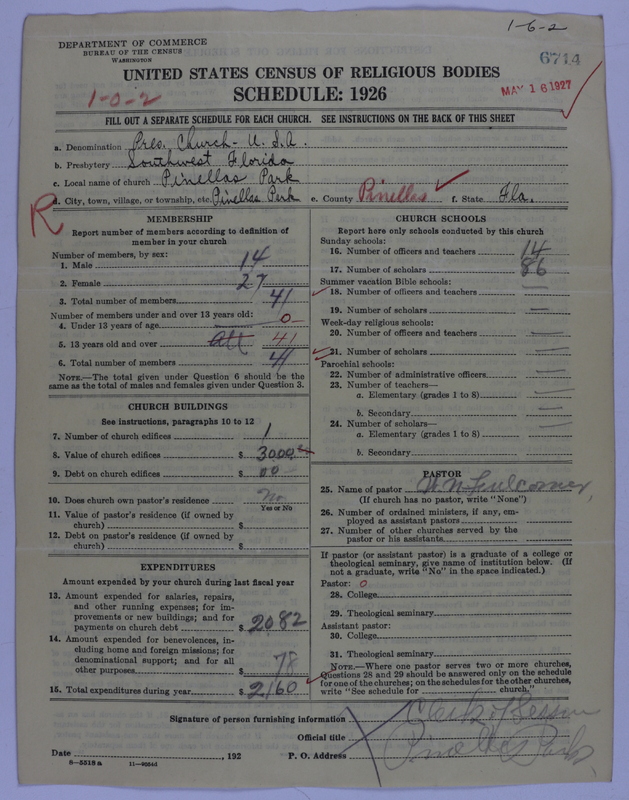 1-6-2
DEPARTMENT OF COMMERCE
BUREAU OF THE CENSUS
WASHINGTON
6714
UNITED STATES CENSUS OF RELIGIOUS BODIES
MAY 16 1927
1-0-2
SCHEDULE: 1926
FILL OUT A SEPARATE SCHEDULE FOR EACH CHURCH. SEE INSTRUCTIONS ON THE BACK OF THIS SHEET
a. Denomination Pres. Church - U.S.A.
b. Presbytery Southwest Florida
c. Local name of church Pinellas Park
R
d. City, town, village, or township, etc. Pinellas Park e. County Pinellas f. State Fla.
MEMBERSHIP
Report number of members according to definition of member in your church
Number of members, by sex:
1. Male 14
2. Female 27
3. Total number of members 41
Number of members under and over 13 years old:
4. Under 13 years of age 0
5. 13 years old and over all 41
6. Total number of members 41
NOTE.—The total given under Question 6 should be the
same as the total of males and females given under Question 3.
CHURCH BUILDINGS
See instructions, paragraphs 10 to 12
7. Number of church edifices 1
8. Value of church edifices $ 3000
9. Debt on church edifices $ 00
10. Does church own pastor's residence No
Yes or No
11. Value of pastor's residence (if owned by
church) $
12. Debt on pastor's residence (if owned by
church) $
EXPENDITURES
Amount expended by your church during last fiscal year
13. Amount expended for salaries, repairs,
and other running expenses; for im-
provements or new buildings; and for
payments on church debt $ 2082
14. Amount expended for benevolences, in-
cluding home and foreign missions; for
denominational support; and for all
other purposes $ 78
15. Total expenditures during year $ 2160
CHURCH SCHOOLS
Report here only schools conducted by this church
Sunday schools:
16. Number of officers and teachers 14
17. Number of scholars 86
Summer vacation Bible schools:
18. Number of officers and teachers —
19. Number of scholars —
Week-day religious schools:
20. Number of officers and teachers —
21. Number of scholars —
Parochial schools:
22. Number of administrative officers —
23. Number of teachers—
a. Elementary (grades 1 to 8) —
b. Secondary —
24. Number of scholars—
a. Elementary (grades 1 to 8) —
b. Secondary
PASTOR
25. Name of pastor W. N. Fulcomer
(If church has no pastor, write "None")
26. Number of ordained ministers, if any, em-
ployed as assistant pastors
27. Number of other churches served by the
pastor or his assistants
If pastor (or assistant pastor) is a graduate of a college or
theological seminary, give name of institution below. (If
not a graduate, write "No" in the space indicated.)
Pastor: 0
28. College
29. Theological seminary
Assistant pastor:
30. College
31. Theological seminary
NOTE.—Where one pastor serves two or more churches,
Questions 28 and 29 should be answered only on the schedule
for one of the churches; on the schedules for the other churches,
write "See schedule for church."
Signature of person furnishing information
Official title Clerk of Session
Date , 192 P. O. Address Pinellas Park
8-5518a